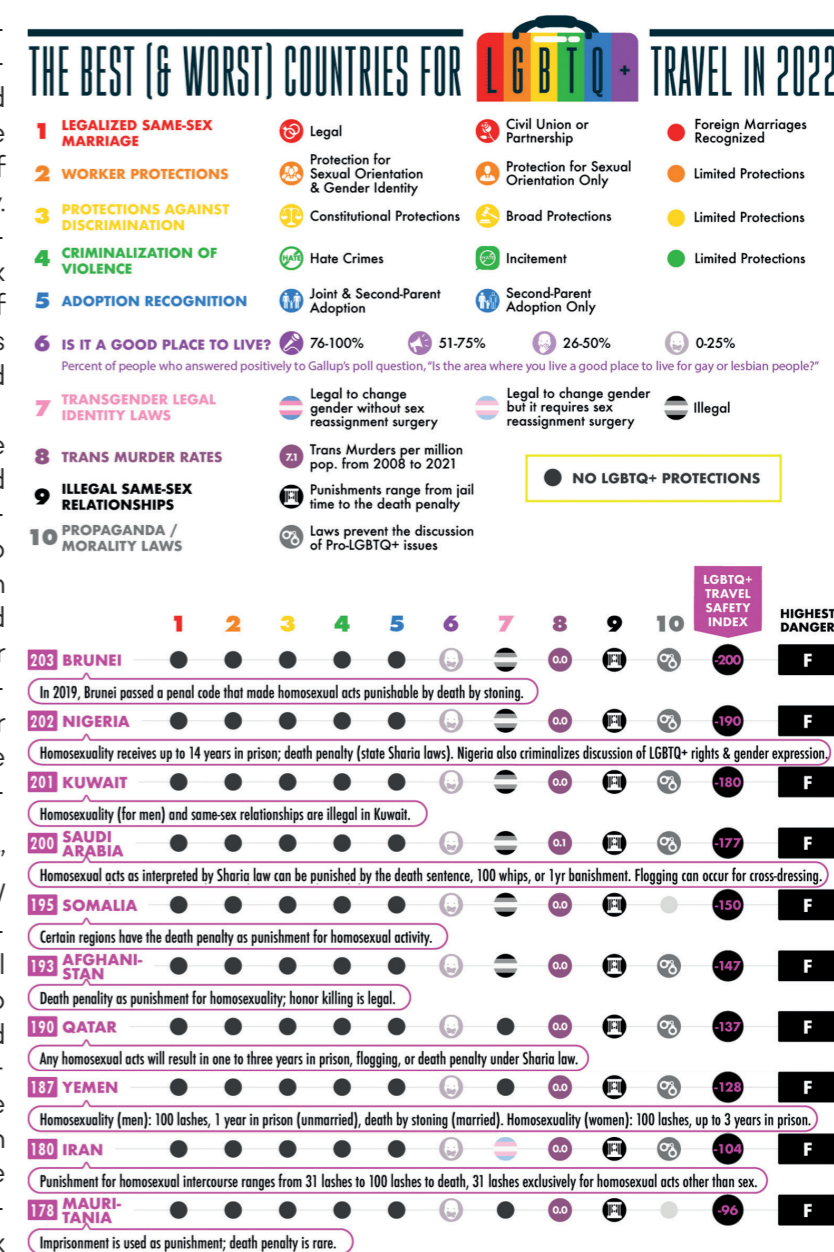 THE BEST (& WORST) COUNTRIES FOR LGBTQ+ TRAVEL IN 2022
1 LEGALIZED SAME-SEX MARRIAGE Legal Civil Union or Partnership Foreign Marriages Recognized
2 WORKER PROTECTIONS Protection for Sexual Orientation & Gender Identity Protection for Sexual Orientation Only Limited Protections
3 PROTECTIONS AGAINST DISCRIMINATION Constitutional Protections Broad Protections Limited Protections
4 CRIMINALIZATION OF VIOLENCE HATE Hate Crimes HATE Incitement Limited Protections
5 ADOPTION RECOGNITION Joint & Second-Parent Adoption Second-Parent Adoption Only
6 IS IT A GOOD PLACE TO LIVE? 76-100% 51-75% 26-50% 0-25%
Percent of people who answered positively to Gallup's poll question, "Is the area where you live a good place to live for gay or lesbian people?"
7 TRANSGENDER LEGAL IDENTITY LAWS Legal to change gender without sex reassignment surgery Legal to change gender but it requires sex reassignment surgery Illegal
8 TRANS MURDER RATES 7.1 Trans Murders per million pop. from 2008 to 2021
NO LGBTQ+ PROTECTIONS
9 ILLEGAL SAME-SEX RELATIONSHIPS Punishments range from jail time to the death penalty
10 PROPAGANDA / MORALITY LAWS Laws prevent the discussion of Pro-LGBTQ+ issues
1 2 3 4 5 6 7 8 9 10 LGBTQ+ TRAVEL SAFETY INDEX HIGHEST DANGER
203 BRUNEI 0.0 -200 F
In 2019, Brunei passed a penal code that made homosexual acts punishable by death by stoning.
202 NIGERIA 0.0 -190 F
Homosexuality receives up to 14 years in prison; death penalty (state Sharia laws). Nigeria also criminalizes discussion of LGBTQ+ rights & gender expression.
201 KUWAIT 0.0 -180 F
Homosexuality (for men) and same-sex relationships are illegal in Kuwait.
200 SAUDI ARABIA 0.1 -177 F
Homosexual acts as interpreted by Sharia law can be punished by the death sentence, 100 whips, or 1yr banishment. Flogging can occur for cross-dressing.
195 SOMALIA 0.0 -150 F
Certain regions have the death penalty as punishment for homosexual activity.
193 AFGHANI-STAN 0.0 -147 F
Death penality as punishment for homosexuality; honor killing is legal.
190 QATAR 0.0 -137 F
Any homosexual acts will result in one to three years in prison, flogging, or death penalty under Sharia law.
187 YEMEN 0.0 -128 F
Homosexuality (men): 100 lashes, 1 year in prison (unmarried), death by stoning (married). Homosexuality (women): 100 lashes, up to 3 years in prison.
180 IRAN 0.0 -104 F
Punishment for homosexual intercourse ranges from 31 lashes to 100 lashes to death, 31 lashes exclusively for homosexual acts other than sex.
178 MAURI-TANIA 0.0 -96 F
Imprisonment is used as punishment; death penalty is rare.